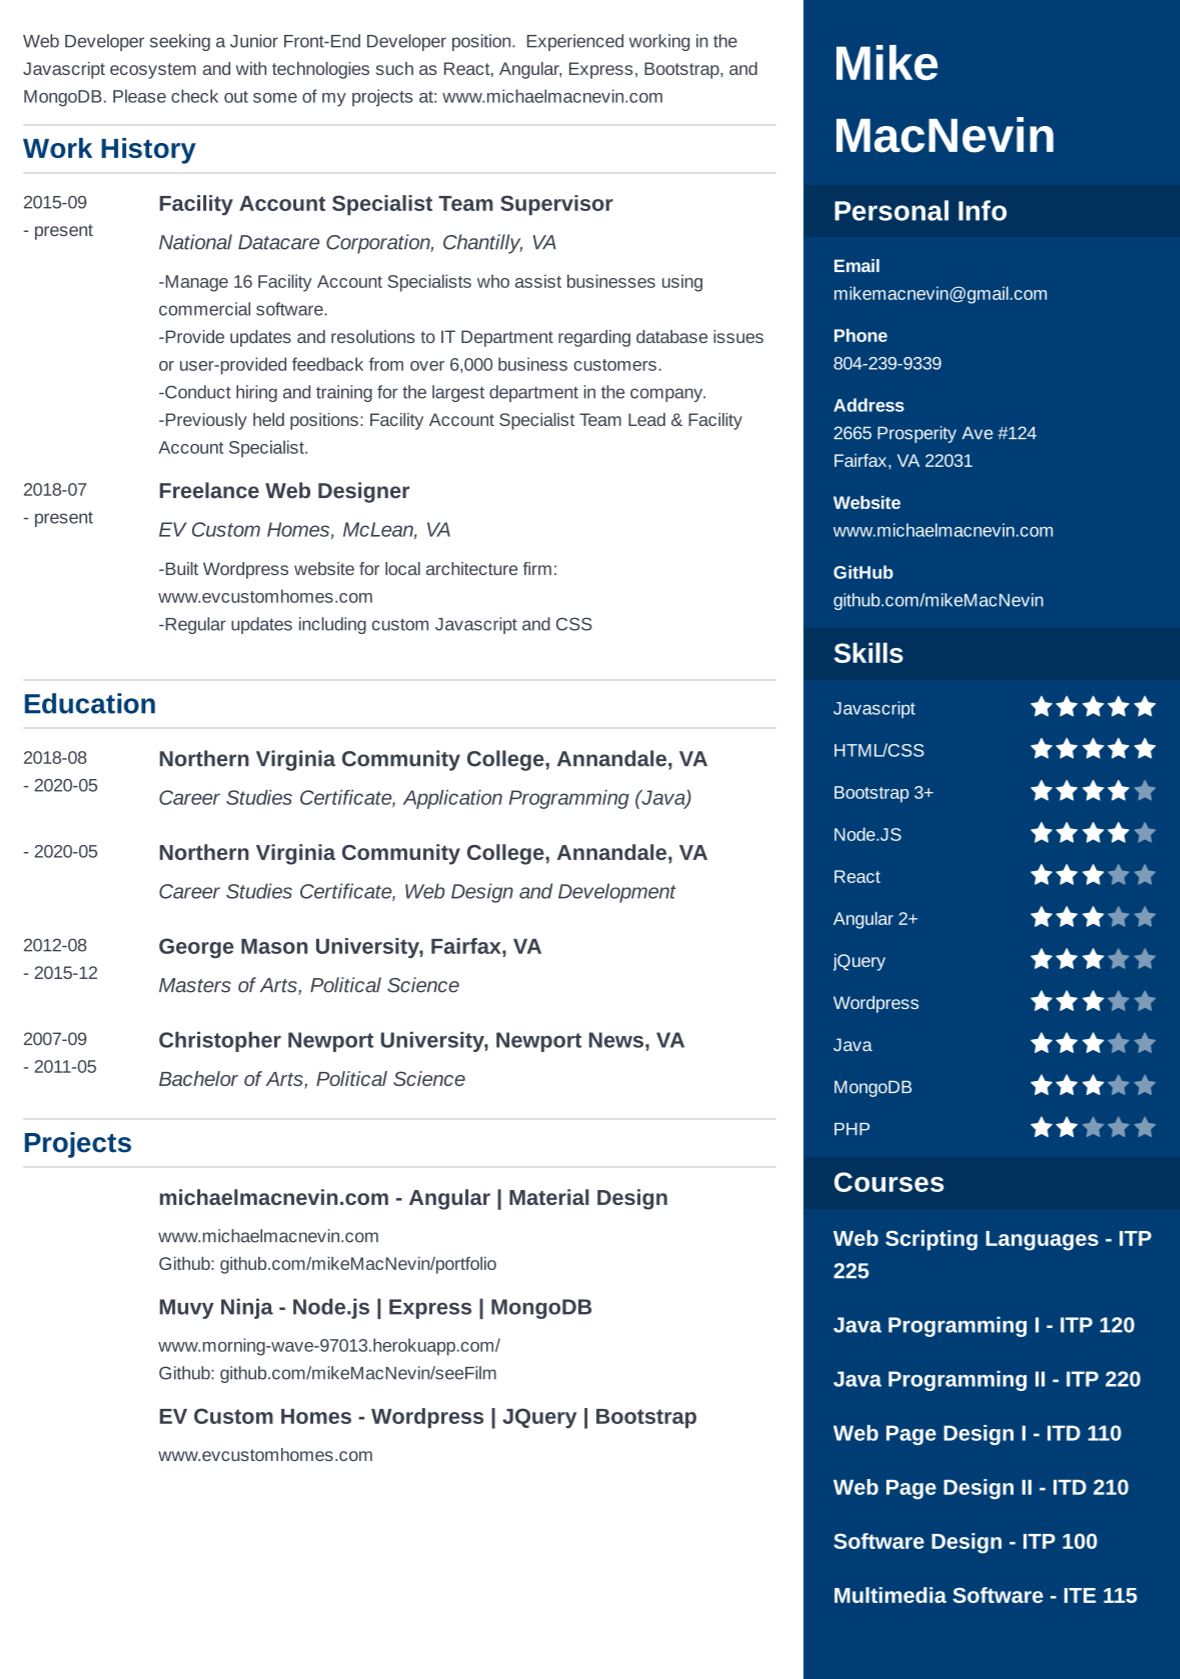 Web Developer seeking a Junior Front-End Developer position.  Experienced working in the
Javascript ecosystem and with technologies such as React, Angular, Express, Bootstrap, and
MongoDB. Please check out some of my projects at: www.michaelmacnevin.com
Work History
2015-09
- present
Facility Account Specialist Team Supervisor
National Datacare Corporation, Chantilly, VA
-Manage 16 Facility Account Specialists who assist businesses using
commercial software.
-Provide updates and resolutions to IT Department regarding database issues
or user-provided feedback from over 6,000 business customers.
-Conduct hiring and training for the largest department in the company.
-Previously held positions: Facility Account Specialist Team Lead & Facility
Account Specialist.
2018-07
- present
Freelance Web Designer
EV Custom Homes, McLean, VA
-Built Wordpress website for local architecture firm:
www.evcustomhomes.com
-Regular updates including custom Javascript and CSS
Education
2018-08
- 2020-05
Northern Virginia Community College, Annandale, VA
Career Studies Certificate, Application Programming (Java)
- 2020-05
Northern Virginia Community College, Annandale, VA
Career Studies Certificate, Web Design and Development
2012-08
- 2015-12
George Mason University, Fairfax, VA
Masters of Arts, Political Science
2007-09
- 2011-05
Christopher Newport University, Newport News, VA
Bachelor of Arts, Political Science
Projects
michaelmacnevin.com - Angular | Material Design
www.michaelmacnevin.com
Github: github.com/mikeMacNevin/portfolio
Muvy Ninja - Node.js | Express | MongoDB
www.morning-wave-97013.herokuapp.com/
Github: github.com/mikeMacNevin/seeFilm
EV Custom Homes - Wordpress | JQuery | Bootstrap
www.evcustomhomes.com
Mike
MacNevin
Personal Info
Email
mikemacnevin@gmail.com
Phone
804-239-9339
Address
2665 Prosperity Ave #124
Fairfax, VA 22031
Website
www.michaelmacnevin.com
GitHub
github.com/mikeMacNevin
Skills
Javascript
HTML/CSS
Bootstrap 3+
Node.JS
React
Angular 2+
jQuery
Wordpress
Java
MongoDB
PHP
Courses
Web Scripting Languages - ITP
225
Java Programming I - ITP 120
Java Programming II - ITP 220
Web Page Design I - ITD 110
Web Page Design II - ITD 210
Software Design - ITP 100
Multimedia Software - ITE 115